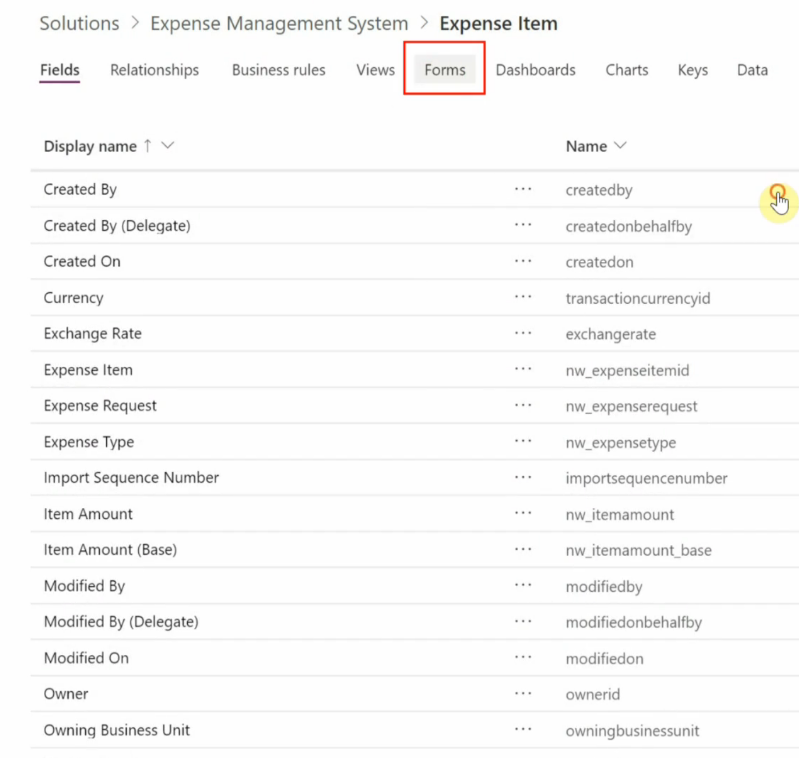 Solutions > Expense Management System > Expense Item
Fields Relationships Business rules Views Forms Dashboards Charts Keys Data
Display name ↑ Name
Created By ··· createdby
Created By (Delegate) ··· createdonbehalfby
Created On ··· createdon
Currency ··· transactioncurrencyid
Exchange Rate ··· exchangerate
Expense Item ··· nw_expenseitemid
Expense Request ··· nw_expenserequest
Expense Type ··· nw_expensetype
Import Sequence Number ··· importsequencenumber
Item Amount ··· nw_itemamount
Item Amount (Base) ··· nw_itemamount_base
Modified By ··· modifiedby
Modified By (Delegate) ··· modifiedonbehalfby
Modified On ··· modifiedon
Owner ··· ownerid
Owning Business Unit ··· owningbusinessunit